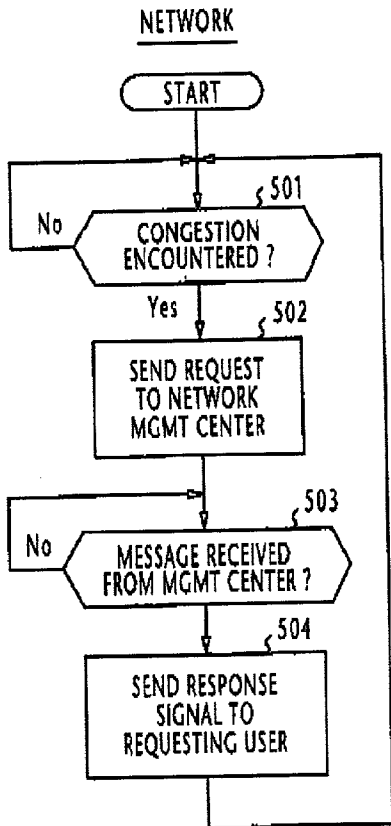 NETWORK
START
501
No
CONGESTION
ENCOUNTERED ?
Yes
502
SEND REQUEST
TO NETWORK
MGMT CENTER
503
No
MESSAGE RECEIVED
FROM MGMT CENTER ?
504
SEND RESPONSE
SIGNAL TO
REQUESTING USER